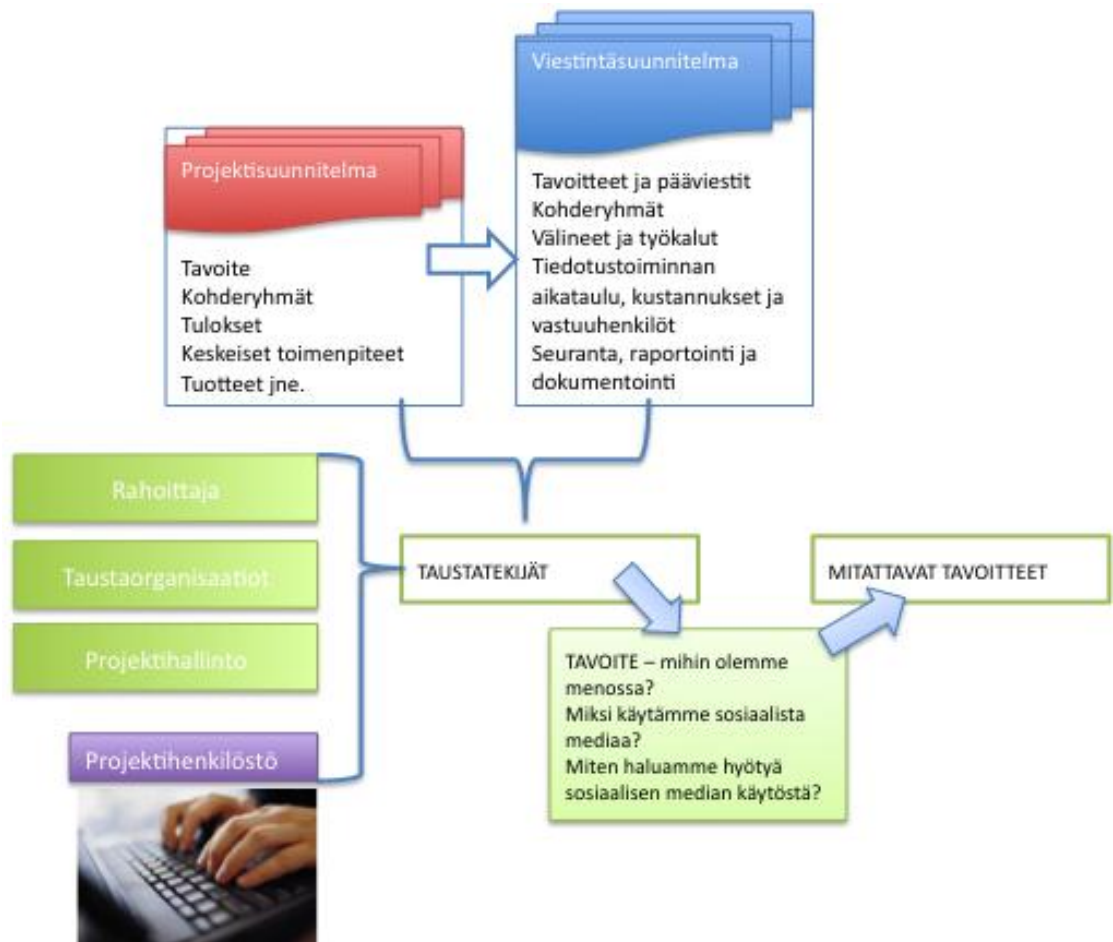 Viestintäsuunnitelma
Projektisuunnitelma
Tavoitteet ja pääviestit
Kohderyhmät
Välineet ja työkalut
Tiedotustoiminnan
aikataulu, kustannukset ja
vastuuhenkilöt
Seuranta, raportointi ja
dokumentointi
Tavoite
Kohderyhmät
Tulokset
Keskeiset toimenpiteet
Tuotteet jne.
Rahoittaja
Taustaorganisaatiot
Projektihallinto
Projektihenkilöstö
TAUSTATEKIJÄT
MITATTAVAT TAVOITTEET
TAVOITE – mihin olemme
menossa?
Miksi käytämme sosiaalista
mediaa?
Miten haluamme hyötyä
sosiaalisen median käytöstä?